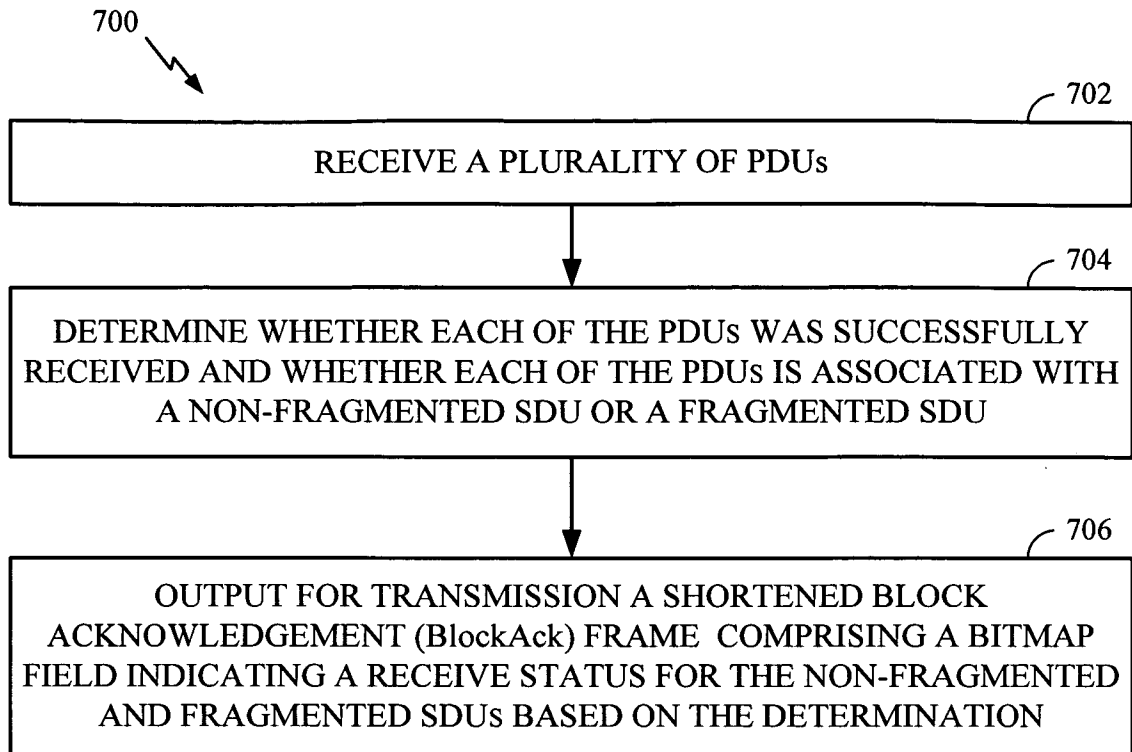 700
702
RECEIVE A PLURALITY OF PDUs
704
DETERMINE WHETHER EACH OF THE PDUs WAS SUCCESSFULLY
RECEIVED AND WHETHER EACH OF THE PDUs IS ASSOCIATED WITH
A NON-FRAGMENTED SDU OR A FRAGMENTED SDU
706
OUTPUT FOR TRANSMISSION A SHORTENED BLOCK
ACKNOWLEDGEMENT (BlockAck) FRAME COMPRISING A BITMAP
FIELD INDICATING A RECEIVE STATUS FOR THE NON-FRAGMENTED
AND FRAGMENTED SDUs BASED ON THE DETERMINATION